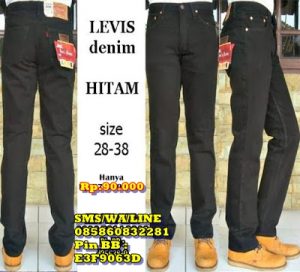 LEVIS
denim
HITAM
size
28-38
Hanya
Rp:90.000
SMS/WA/LINE
085860832281
Pin BB :
E3F9063D